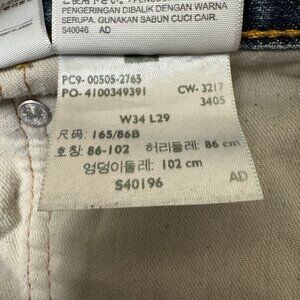 PENGERINGAN DIBALIK DENGAN WARNA
SERUPA. GUNAKAN SABUN CUCI CAIR.
S40046 AD
PC9-00505-2765
PO-4100349391 CW-3217
3405
W34 L29
尺码: 165/86B
호칭: 86-102 허리둘레: 86 cm
엉덩이둘레: 102 cm
S40196 AD